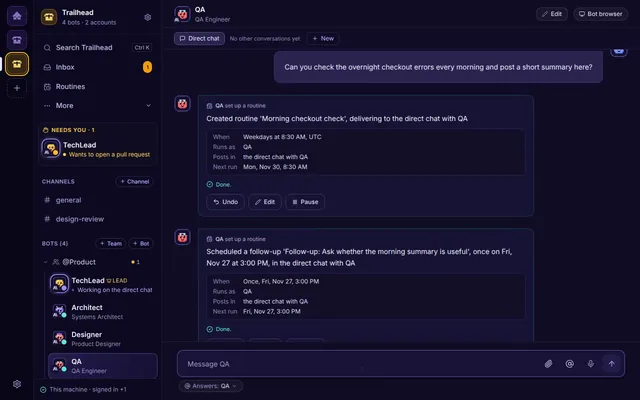 Trailhead
4 bots · 2 accounts
Search Trailhead
Ctrl K
Inbox
1
Routines
More
NEEDS YOU · 1
TechLead
Wants to open a pull request
CHANNELS
+ Channel
# general
# design-review
BOTS (4)
+ Team
+ Bot
@Product
1
TechLead LEAD
Working on the direct chat
Architect
Systems Architect
Designer
Product Designer
QA
QA Engineer
This machine · signed in +1
QA
QA Engineer
Edit
Bot browser
Direct chat
No other conversations yet
+ New
Can you check the overnight checkout errors every morning and post a short summary here?
QA set up a routine
Created routine 'Morning checkout check', delivering to the direct chat with QA
When Weekdays at 8:30 AM, UTC
Runs as QA
Posts in the direct chat with QA
Next run Mon, Nov 30, 8:30 AM
Done.
Undo
Edit
Pause
QA set up a routine
Scheduled a follow-up 'Follow-up: Ask whether the morning summary is useful', once on Fri,
Nov 27 at 3:00 PM, in the direct chat with QA
When Once, Fri, Nov 27, 3:00 PM
Runs as QA
Posts in the direct chat with QA
Next run Fri, Nov 27, 3:00 PM
Done.
Message QA
Answers: QA